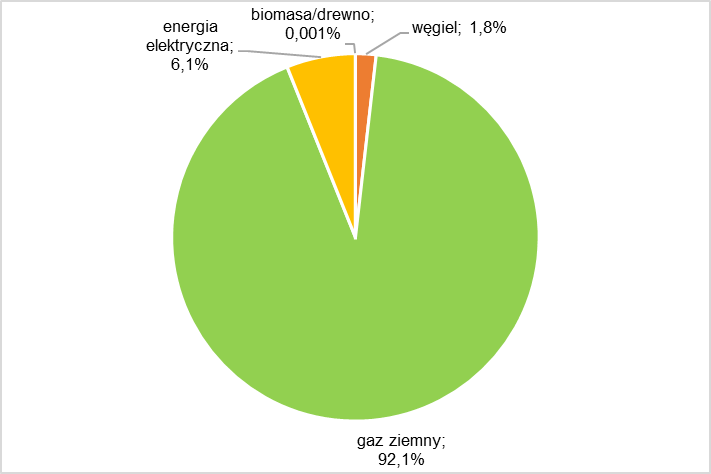 biomasa/drewno;
0,001%
węgiel; 1,8%
energia
elektryczna;
6,1%
gaz ziemny;
92,1%